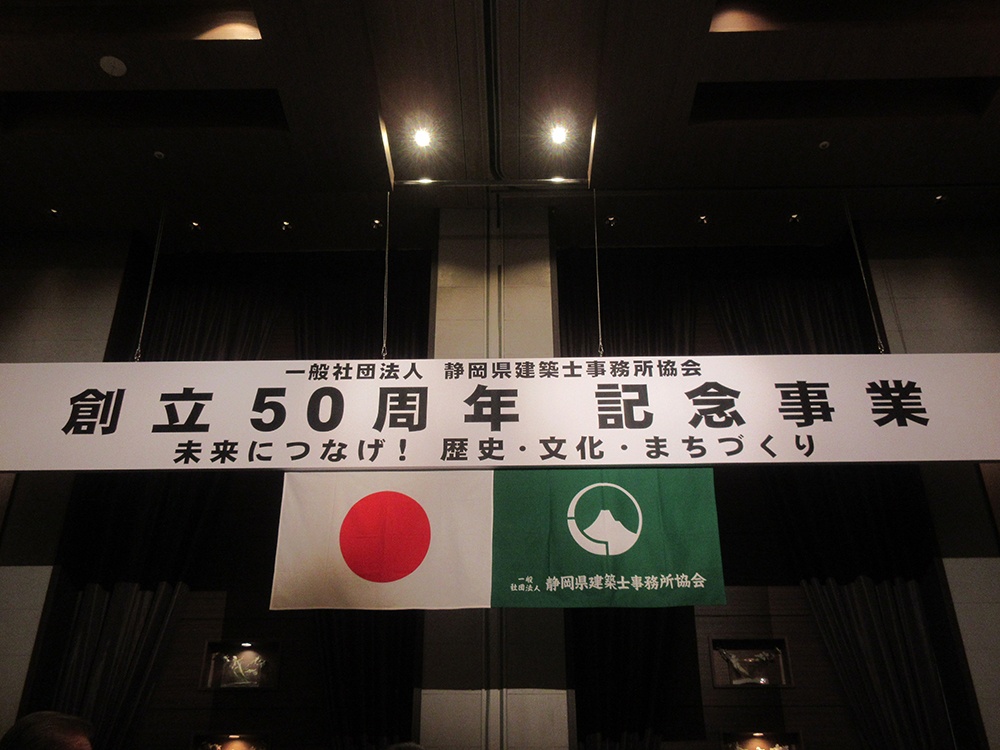 一般社団法人　静岡県建築士事務所協会
創立50周年 記念事業
未来につなげ！ 歴史・文化・まちづくり
一般
社団法人 静岡県建築士事務所協会